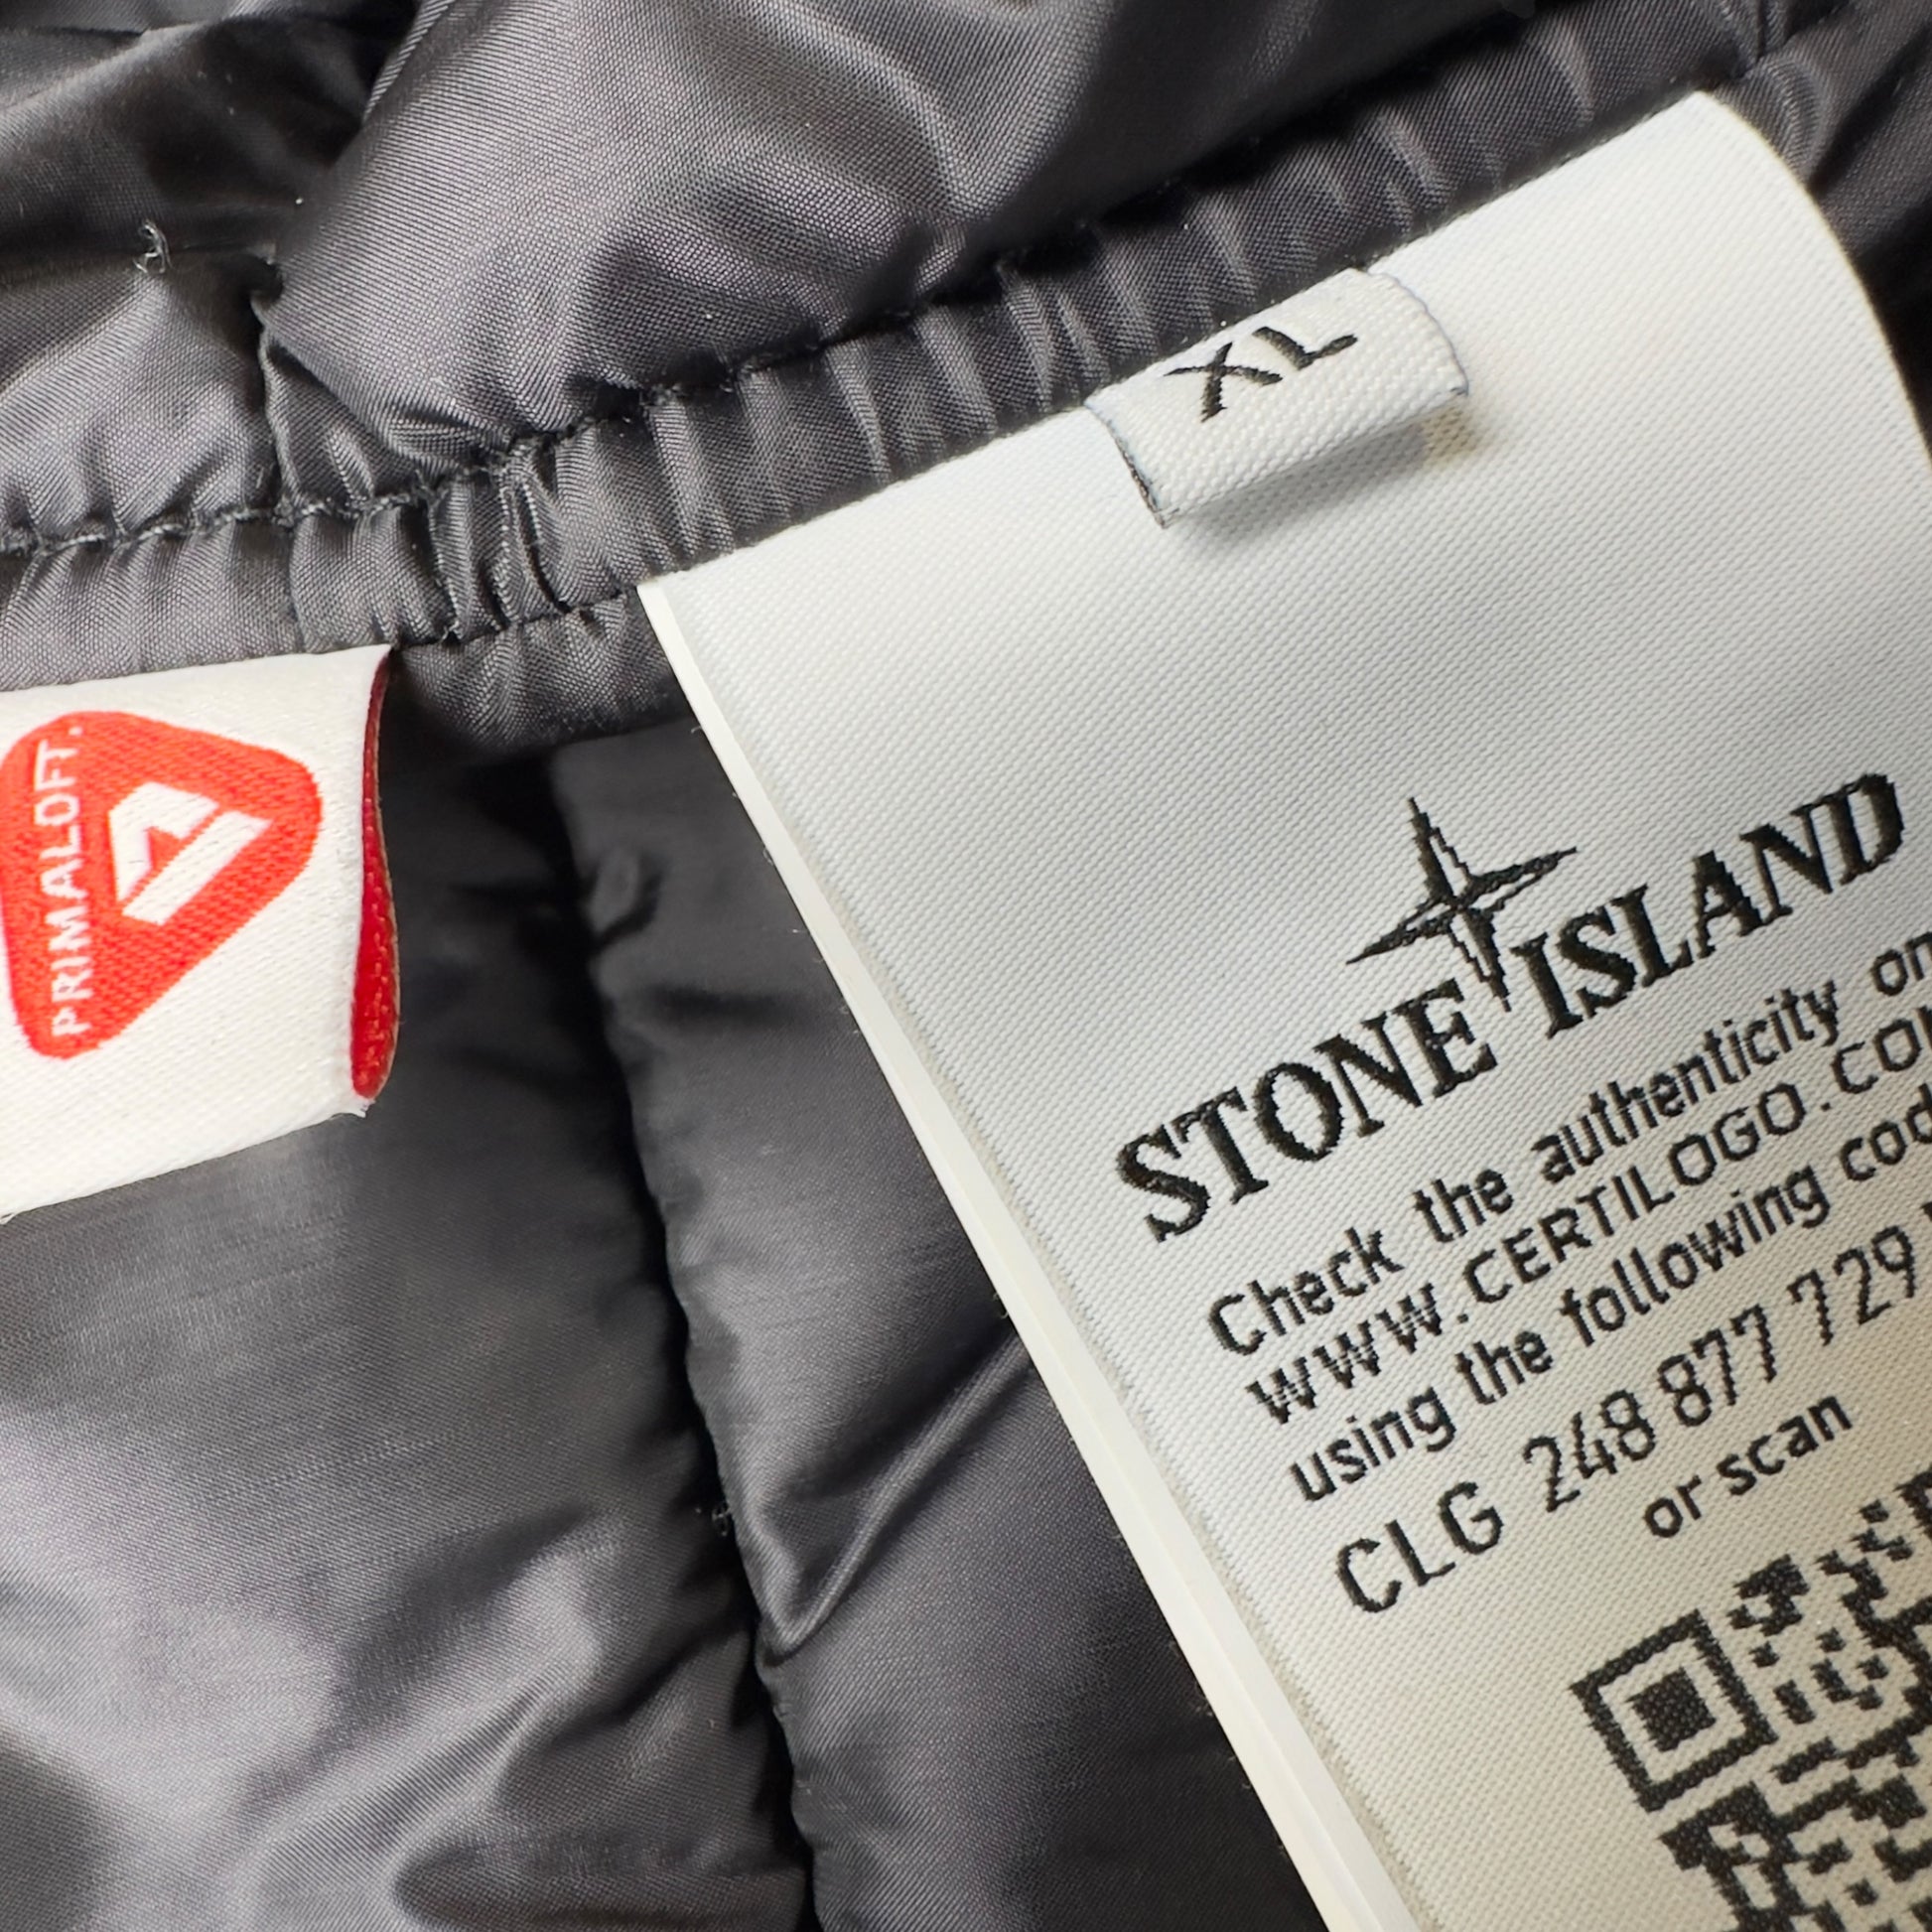 XL
PRIMALOFT.
STONE ISLAND
Check the authenticity on
WWW.CERTILOGO.COM
using the following code
CLG 248 877 729
or scan